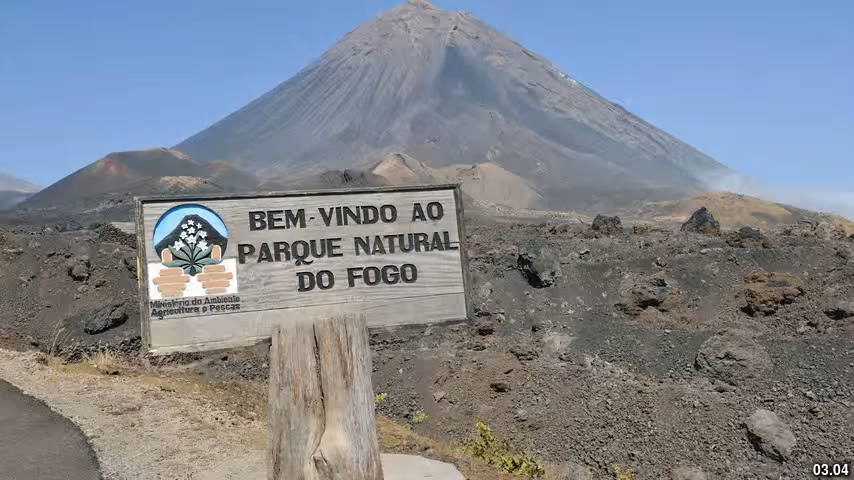 BEM-VINDO AO
PARQUE NATURAL
DO FOGO
Ministério do Ambiente
Agricultura e Pescas
03.04